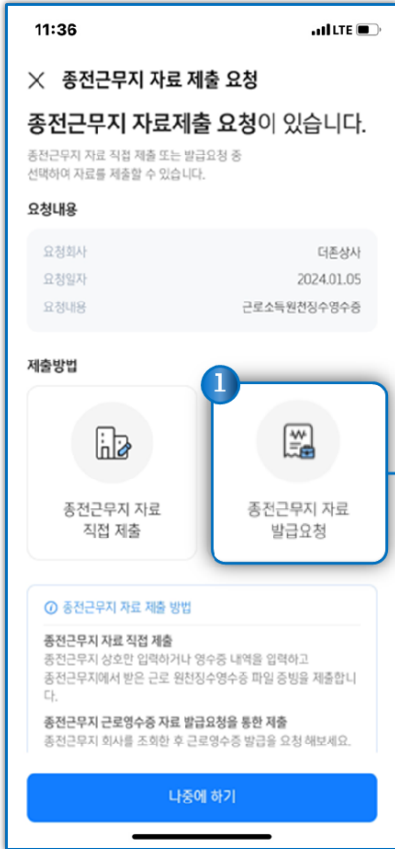 11:36
LTE
종전근무지 자료 제출 요청
종전근무지 자료제출 요청이 있습니다.
종전근무지 자료 직접 제출 또는 발급요청 중
선택하여 자료를 제출할 수 있습니다.
요청내용
요청회사 더존상사
요청일자 2024.01.05
요청내용 근로소득원천징수영수증
제출방법
1
종전근무지 자료
직접 제출
종전근무지 자료
발급요청
종전근무지 자료 제출 방법
종전근무지 자료 직접 제출
종전근무지 상호만 입력하거나 영수증 내역을 입력하고
종전근무지에서 받은 근로 원천징수영수증 파일 증빙을 제출합니
다.
종전근무지 근로영수증 자료 발급요청을 통한 제출
종전근무지 회사를 조회한 후 근로영수증 발급을 요청 해보세요.
나중에 하기